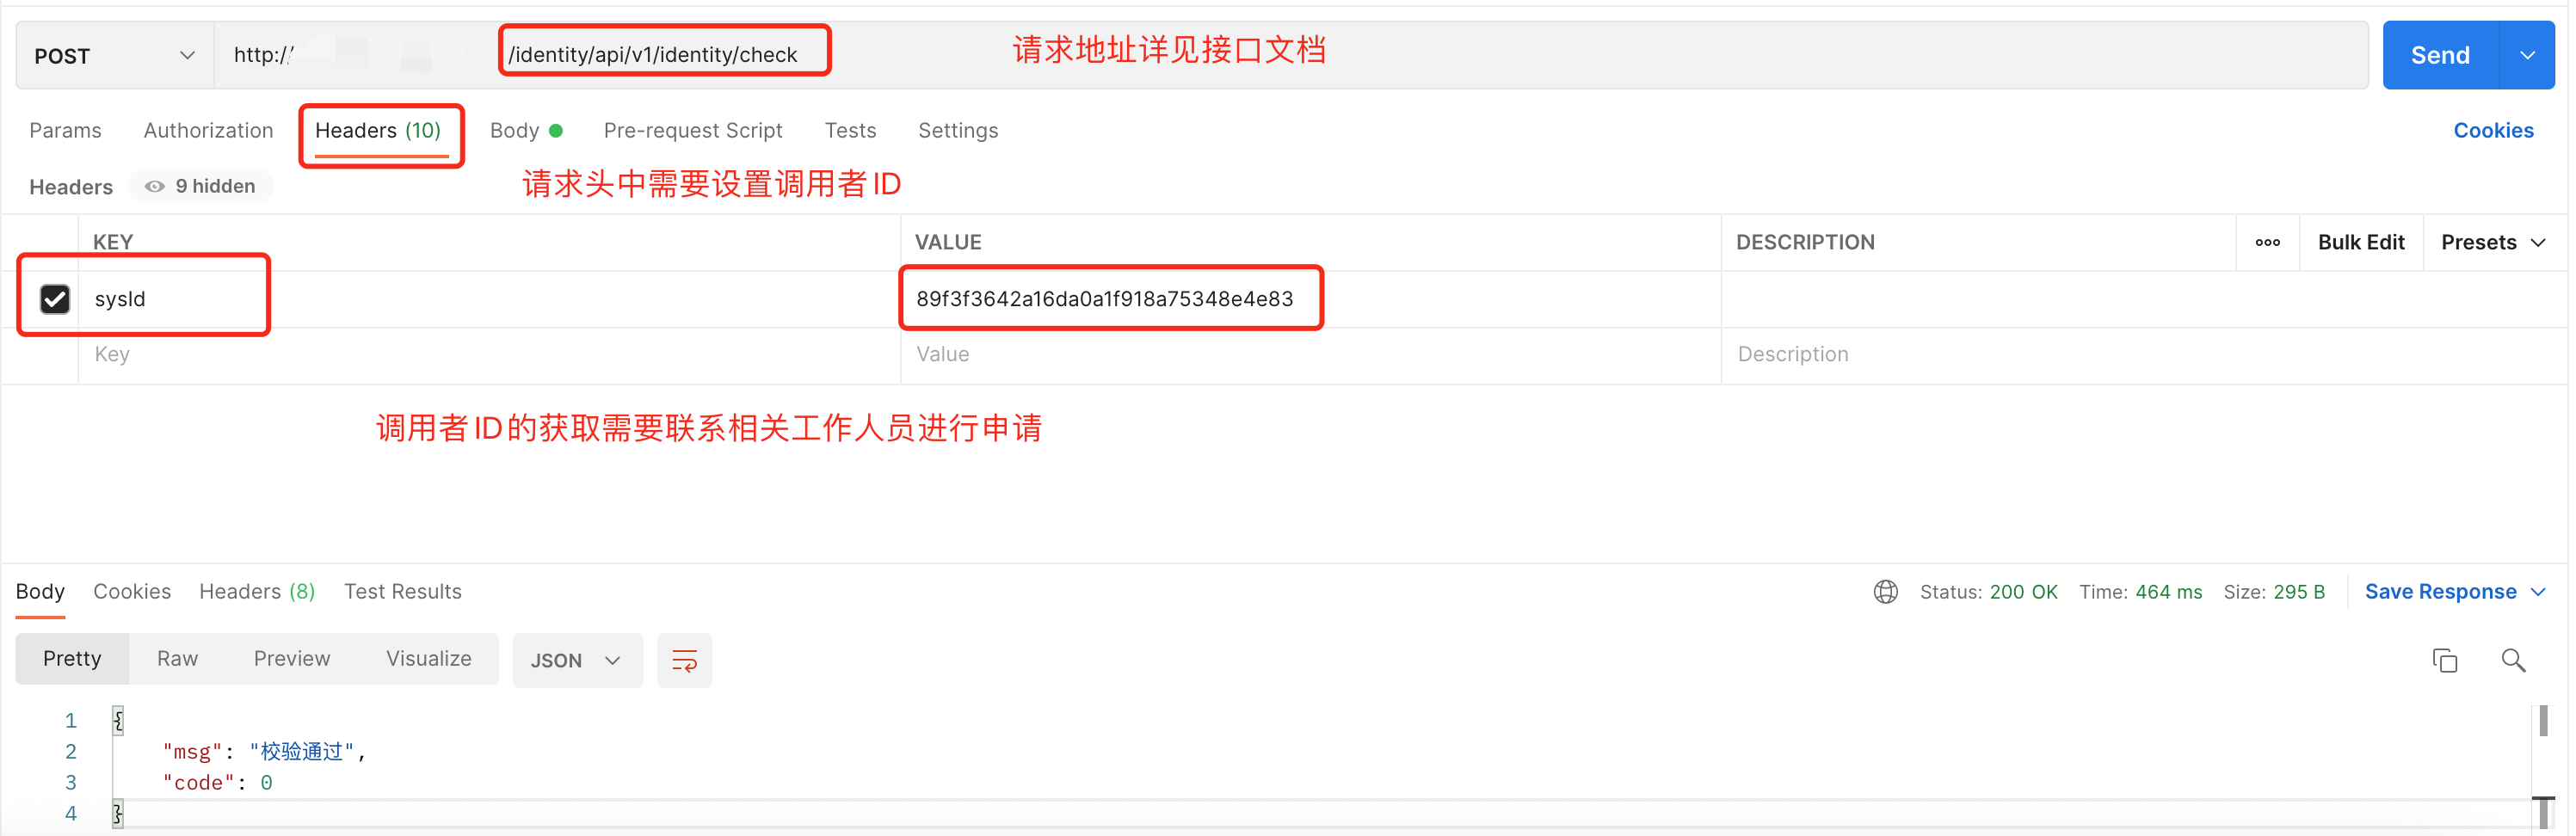 POST http:// /identity/api/v1/identity/check 请求地址详见接口文档 Send
Params Authorization Headers (10) Body Pre-request Script Tests Settings Cookies
Headers 9 hidden 请求头中需要设置调用者ID
KEY VALUE DESCRIPTION Bulk Edit Presets
sysId 89f3f3642a16da0a1f918a75348e4e83
Key Value Description
调用者ID的获取需要联系相关工作人员进行申请
Body Cookies Headers (8) Test Results Status: 200 OK Time: 464 ms Size: 295 B Save Response
Pretty Raw Preview Visualize JSON
1 {
2 "msg": "校验通过",
3 "code": 0
4 }